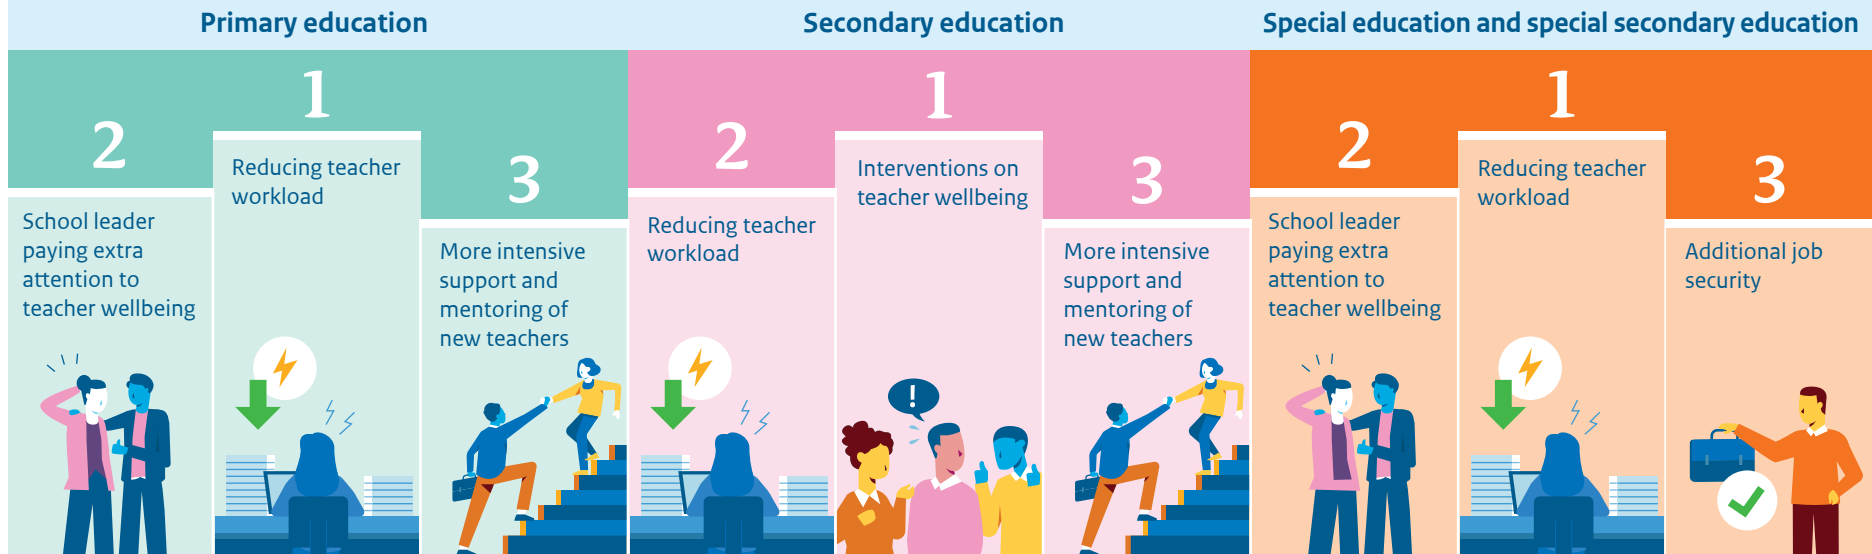 Primary education
2
School leader
paying extra
attention to
teacher wellbeing
1
Reducing teacher
workload
3
More intensive
support and
mentoring of
new teachers
Secondary education
2
Reducing teacher
workload
1
Interventions on
teacher wellbeing
!
3
More intensive
support and
mentoring of
new teachers
Special education and special secondary education
2
School leader
paying extra
attention to
teacher wellbeing
1
Reducing teacher
workload
3
Additional job
security